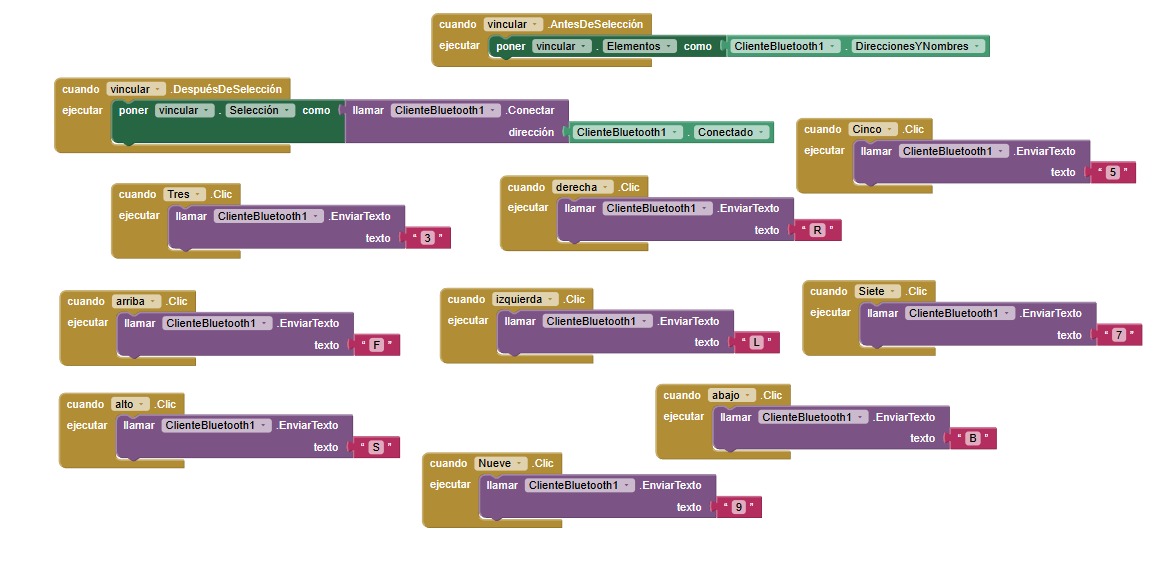 cuando vincular .AntesDeSelección
ejecutar poner vincular . Elementos como ClienteBluetooth1 . DireccionesYNombres
cuando vincular .DespuésDeSelección
ejecutar poner vincular . Selección como llamar ClienteBluetooth1 .Conectar
dirección ClienteBluetooth1 . Conectado
cuando Cinco .Clic
ejecutar llamar ClienteBluetooth1 .EnviarTexto
texto " 5 "
cuando Tres .Clic
ejecutar llamar ClienteBluetooth1 .EnviarTexto
texto " 3 "
cuando derecha .Clic
ejecutar llamar ClienteBluetooth1 .EnviarTexto
texto " R "
cuando arriba .Clic
ejecutar llamar ClienteBluetooth1 .EnviarTexto
texto " F "
cuando izquierda .Clic
ejecutar llamar ClienteBluetooth1 .EnviarTexto
texto " L "
cuando Siete .Clic
ejecutar llamar ClienteBluetooth1 .EnviarTexto
texto " 7 "
cuando alto .Clic
ejecutar llamar ClienteBluetooth1 .EnviarTexto
texto " S "
cuando abajo .Clic
ejecutar llamar ClienteBluetooth1 .EnviarTexto
texto " B "
cuando Nueve .Clic
ejecutar llamar ClienteBluetooth1 .EnviarTexto
texto " 9 "